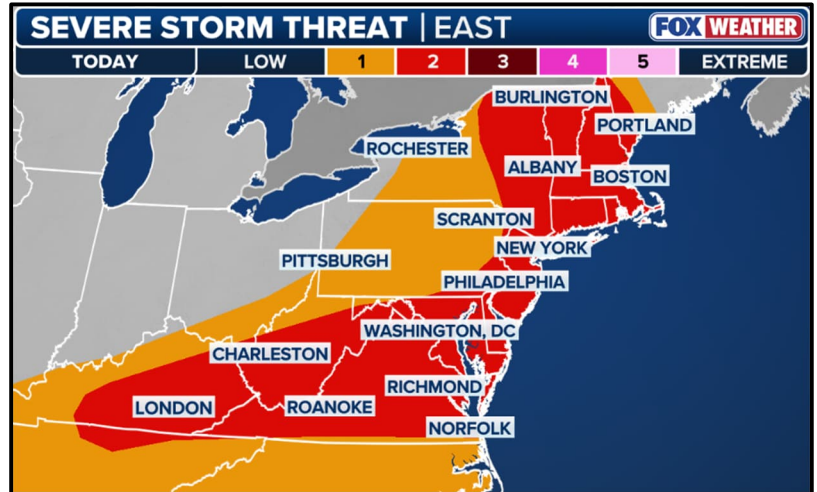 SEVERE STORM THREAT | EAST
FOX WEATHER
TODAY LOW 1 2 3 4 5 EXTREME
BURLINGTON
PORTLAND
ROCHESTER
ALBANY
BOSTON
SCRANTON
NEW YORK
PITTSBURGH
PHILADELPHIA
WASHINGTON, DC
CHARLESTON
RICHMOND
LONDON
ROANOKE
NORFOLK